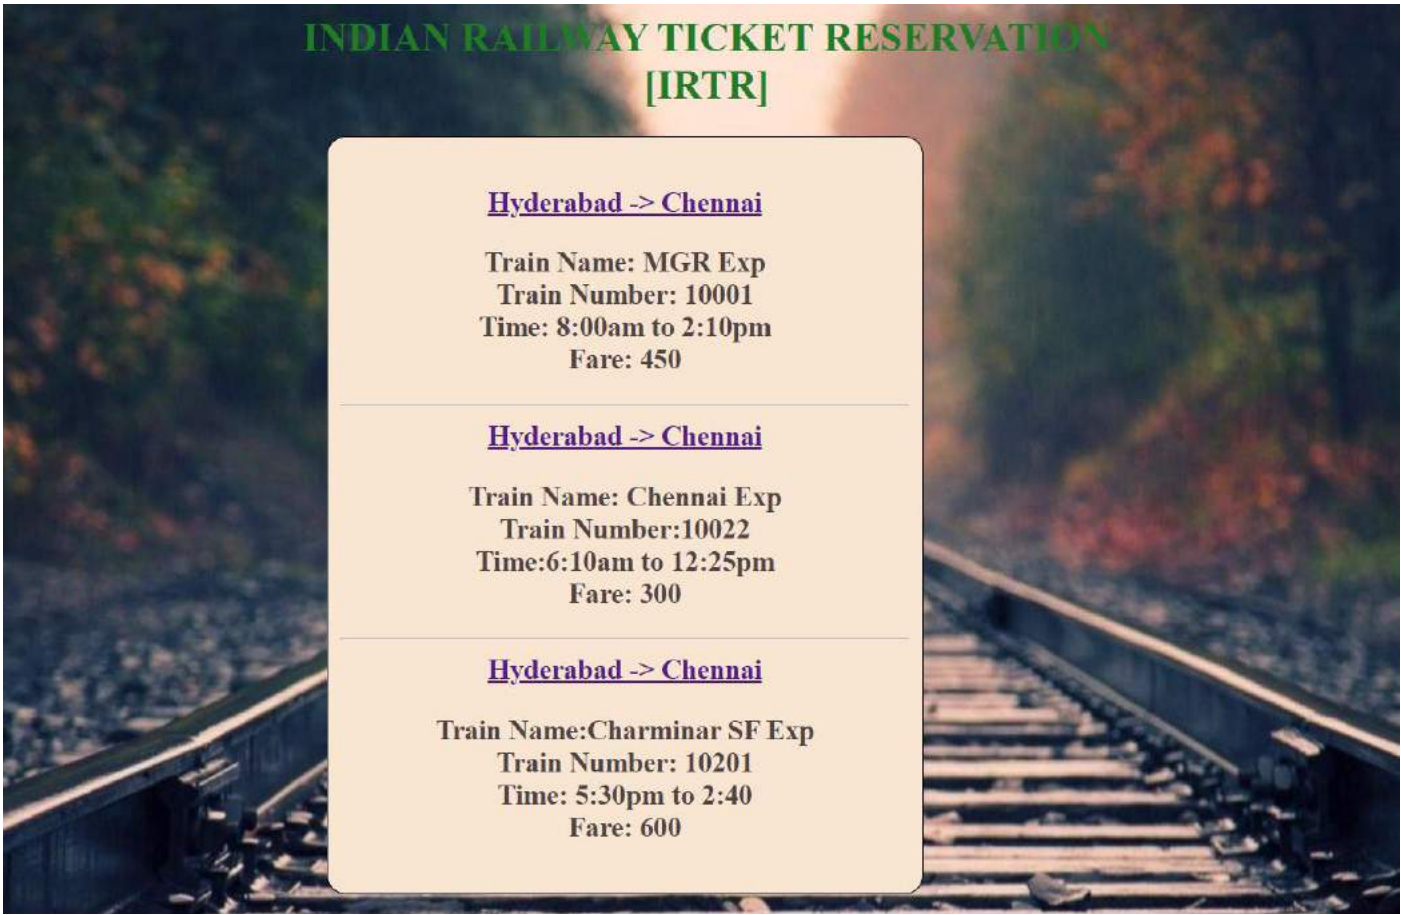 INDIAN RAILWAY TICKET RESERVATION
[IRTR]
Hyderabad -> Chennai
Train Name: MGR Exp
Train Number: 10001
Time: 8:00am to 2:10pm
Fare: 450
Hyderabad -> Chennai
Train Name: Chennai Exp
Train Number:10022
Time:6:10am to 12:25pm
Fare: 300
Hyderabad -> Chennai
Train Name:Charminar SF Exp
Train Number: 10201
Time: 5:30pm to 2:40
Fare: 600